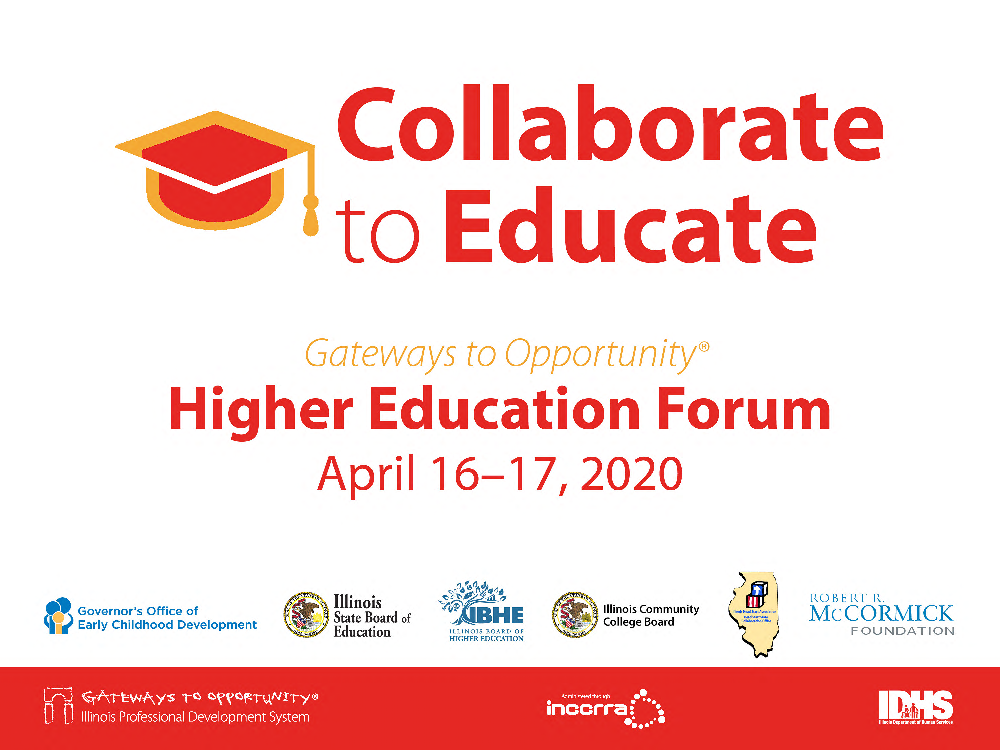 Collaborate
to Educate
Gateways to Opportunity®
Higher Education Forum
April 16–17, 2020
Governor's Office of
Early Childhood Development
SEAL OF THE STATE OF ILLINOIS
AUG. 26TH 1818
Illinois
State Board of
Education
IBHE
ILLINOIS BOARD OF
HIGHER EDUCATION
SEAL OF THE STATE OF ILLINOIS
AUG. 26TH 1818
Illinois Community
College Board
Illinois Head Start Association
Head Start State
Collaboration Office
ROBERT R.
McCORMICK
FOUNDATION
GATEWAYS TO OPPORTUNITY®
Illinois Professional Development System
Administered through
inccrra
IDHS
Illinois Department of Human Services